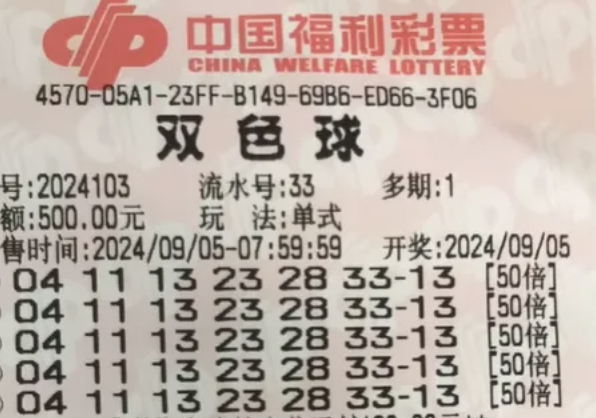 中国福利彩票
CHINA WELFARE LOTTERY
4570-05A1-23FF-B149-69B6-ED66-3F06
双色球
号:2024103 流水号:33 多期:1
额:500.00元 玩 法:单式
售时间:2024/09/05-07:59:59 开奖:2024/09/05
04 11 13 23 28 33-13 [50倍]
04 11 13 23 28 33-13 [50倍]
04 11 13 23 28 33-13 [50倍]
04 11 13 23 28 33-13 [50倍]
04 11 13 23 28 33-13 [50倍]